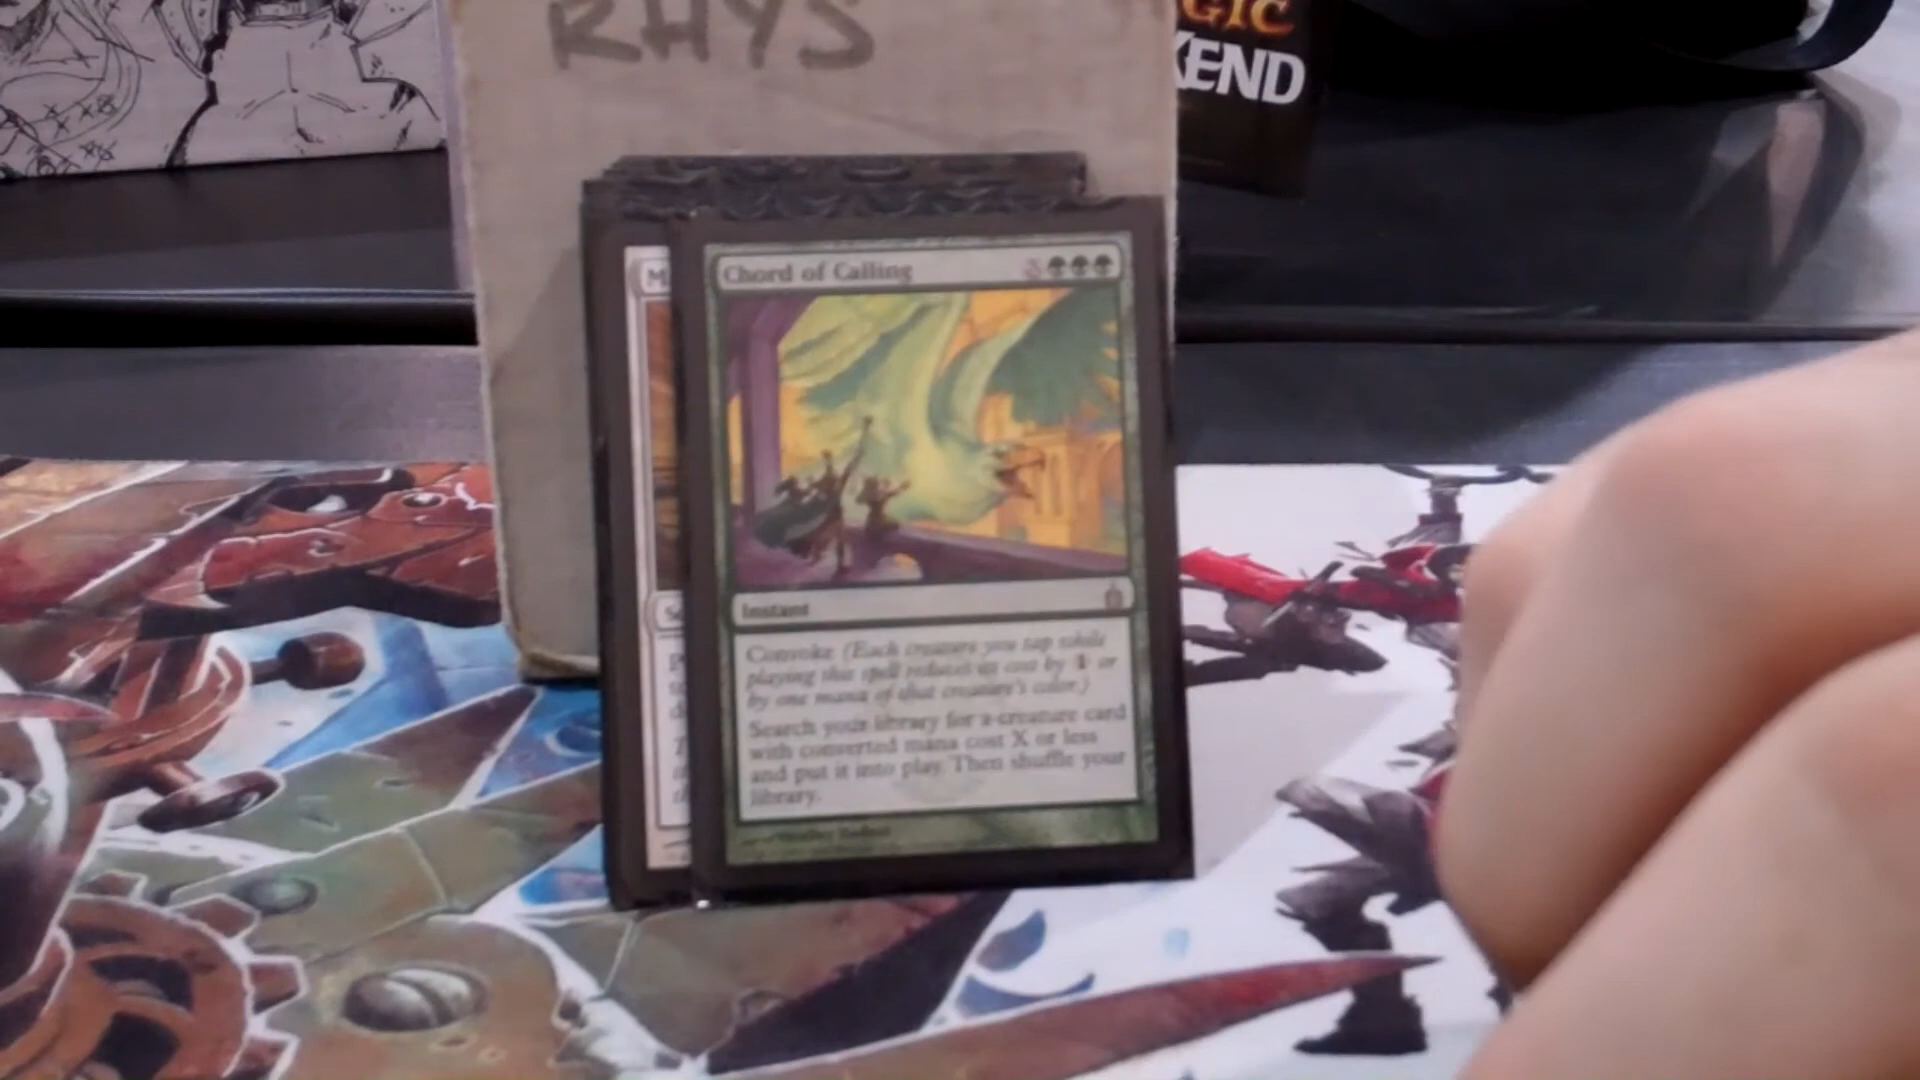 RHYS
GIC
KEND
Chord of Calling
X
M
Instant
Convoke (Each creature you tap while
playing this spell reduces its cost by 1 or
by one mana of that creature's color.)
Search your library for a creature card
with converted mana cost X or less
and put it into play. Then shuffle your
library.